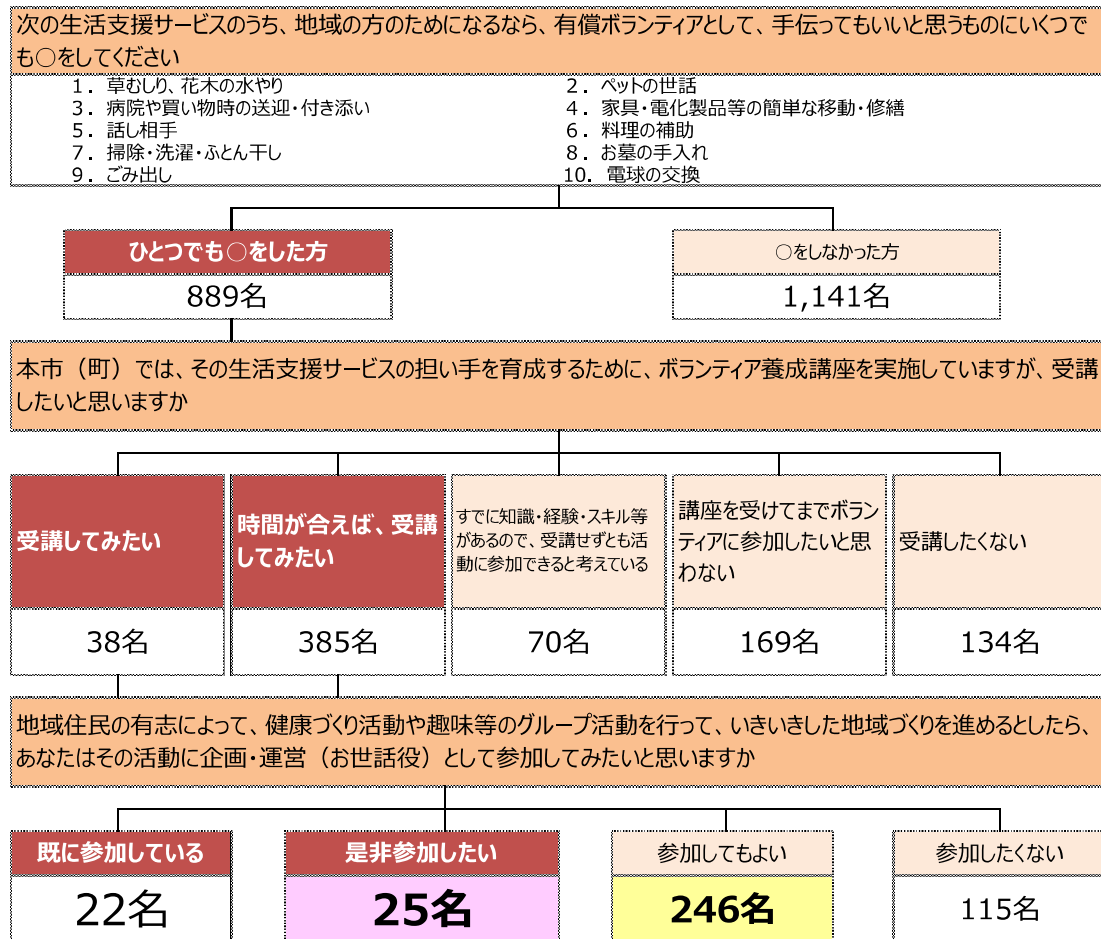 次の生活支援サービスのうち、地域の方のためになるなら、有償ボランティアとして、手伝ってもいいと思うものにいくつで
も○をしてください
1．草むしり、花木の水やり
2．ペットの世話
3．病院や買い物時の送迎・付き添い
4．家具・電化製品等の簡単な移動・修繕
5．話し相手
6．料理の補助
7．掃除・洗濯・ふとん干し
8．お墓の手入れ
9．ごみ出し
10．電球の交換
ひとつでも○をした方
○をしなかった方
889名
1,141名
本市（町）では、その生活支援サービスの担い手を育成するために、ボランティア養成講座を実施していますが、受講
したいと思いますか
受講してみたい
時間が合えば、受講
してみたい
すでに知識・経験・スキル等
があるので、受講せずとも活
動に参加できると考えている
講座を受けてまでボラン
ティアに参加したいと思
わない
受講したくない
38名
385名
70名
169名
134名
地域住民の有志によって、健康づくり活動や趣味等のグループ活動を行って、いきいきした地域づくりを進めるとしたら、
あなたはその活動に企画・運営（お世話役）として参加してみたいと思いますか
既に参加している
是非参加したい
参加してもよい
参加したくない
22名
25名
246名
115名